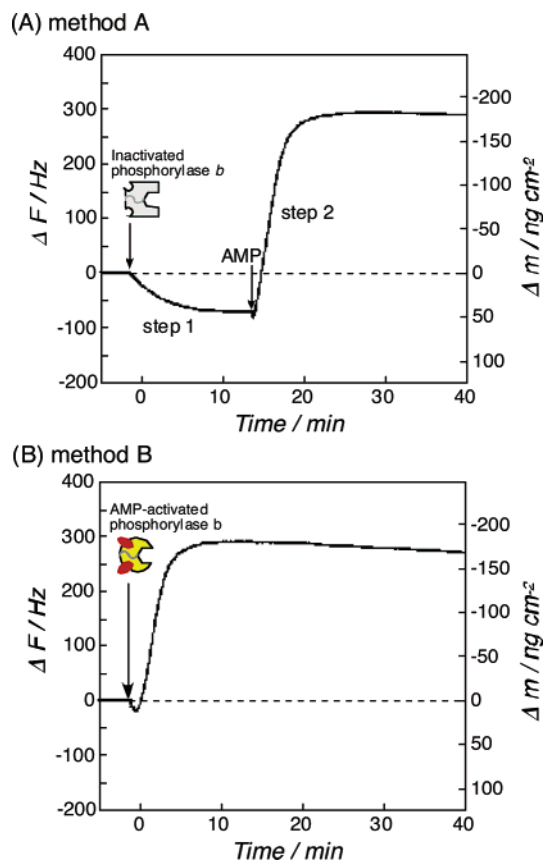 (A) method A
400
300
200
100
0
-100
-200
Δ F / Hz
Inactivated
phosphorylase b
AMP
step 1
step 2
-200
-150
-100
-50
0
50
100
Δ m / ng cm-2
0
10
20
30
40
Time / min
(B) method B
400
300
200
100
0
-100
-200
Δ F / Hz
AMP-activated
phosphorylase b
-200
-150
-100
-50
0
50
100
Δ m / ng cm-2
0
10
20
30
40
Time / min